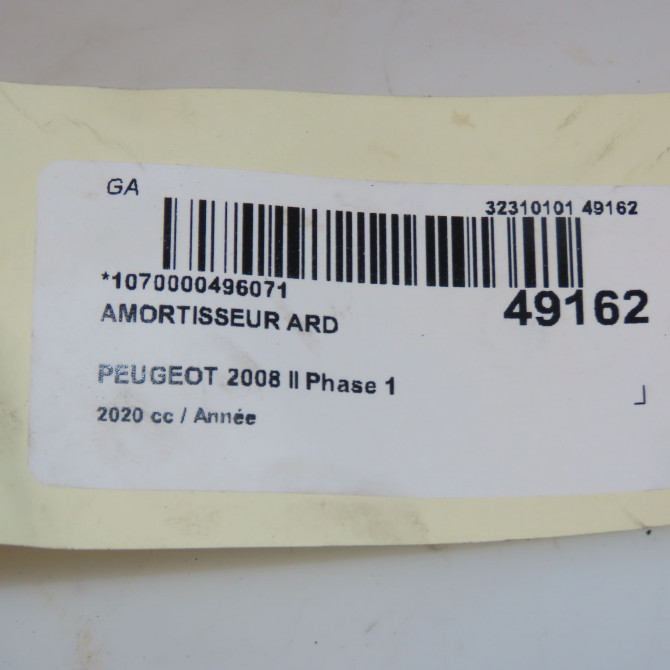 GA
32310101 49162
*1070000496071
49162
AMORTISSEUR ARD
PEUGEOT 2008 II Phase 1
2020 cc / Année